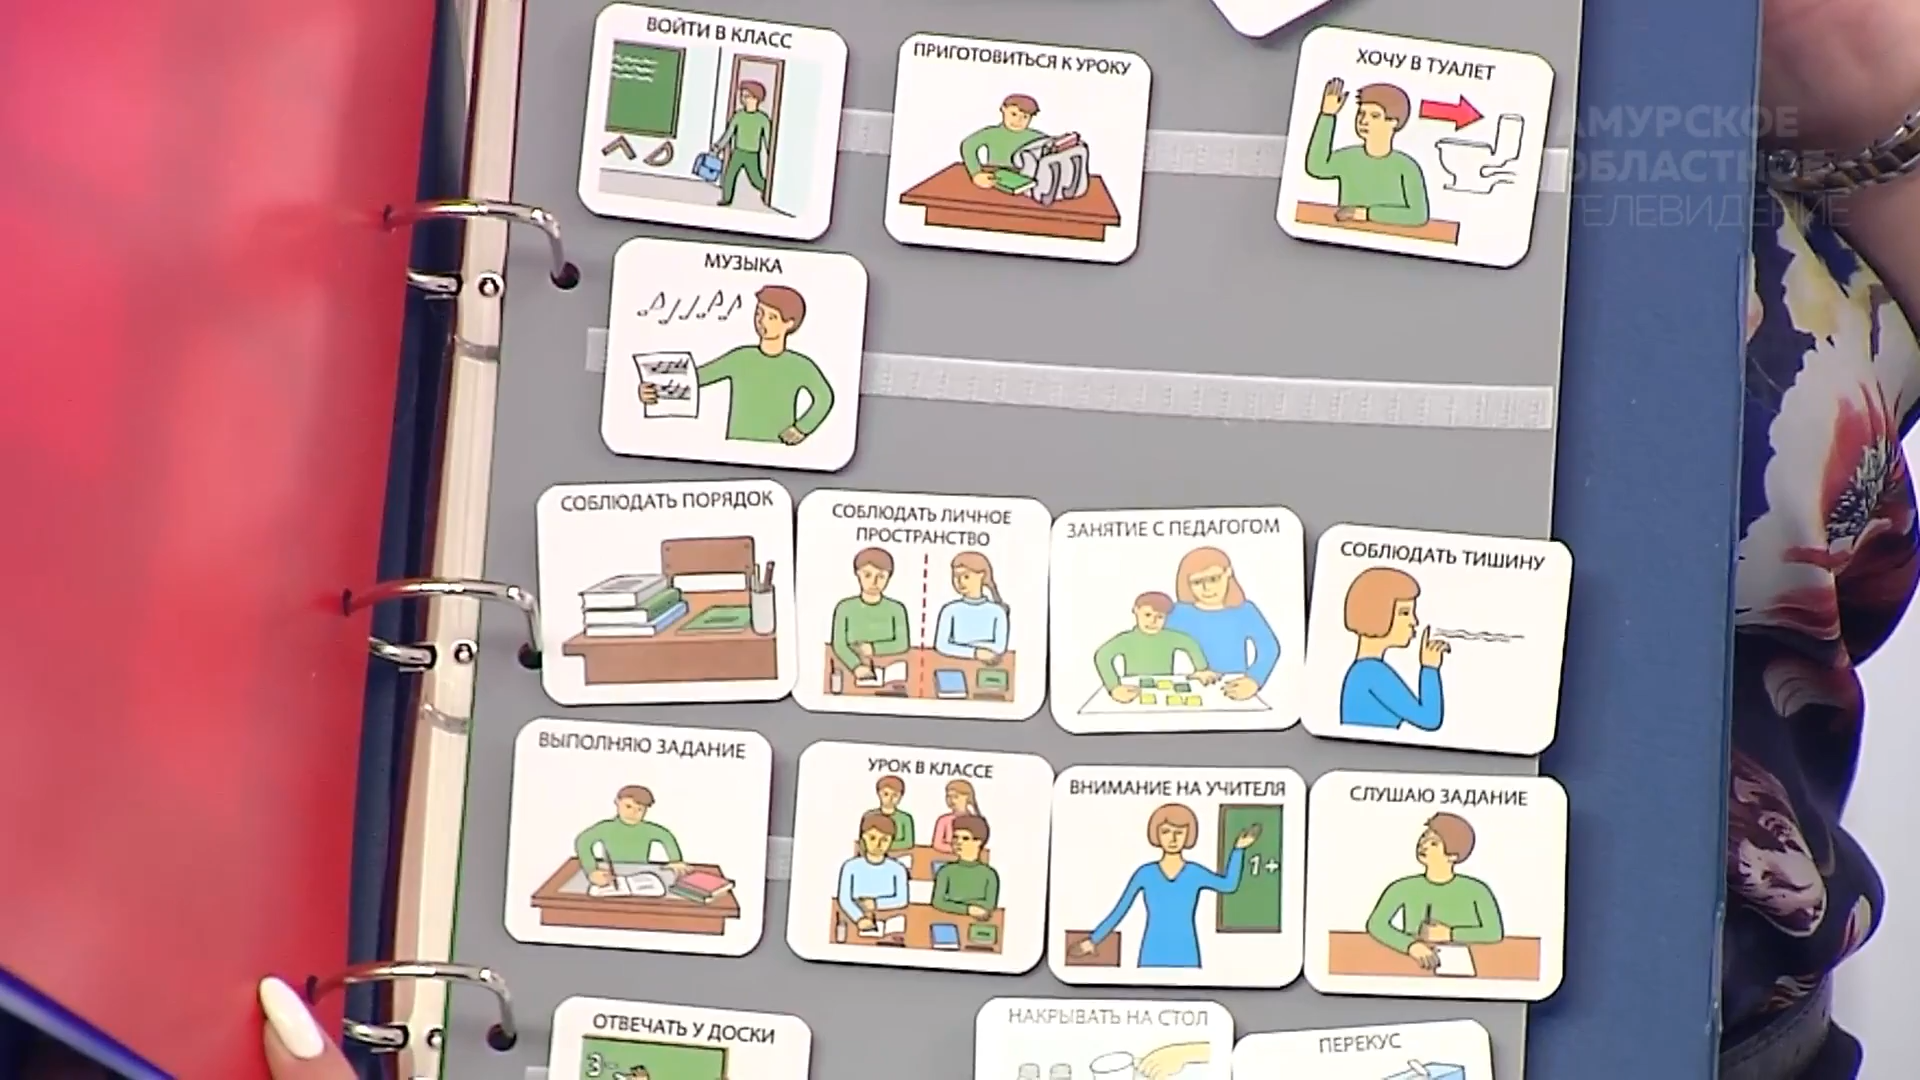 ВОЙТИ В КЛАСС
ПРИГОТОВИТЬСЯ К УРОКУ
ХОЧУ В ТУАЛЕТ
АМУРСКОЕ
ОБЛАСТНОЕ
ТЕЛЕВИДЕНИЕ
МУЗЫКА
СОБЛЮДАТЬ ПОРЯДОК
СОБЛЮДАТЬ ЛИЧНОЕ
ПРОСТРАНСТВО
ЗАНЯТИЕ С ПЕДАГОГОМ
СОБЛЮДАТЬ ТИШИНУ
ВЫПОЛНЯЮ ЗАДАНИЕ
УРОК В КЛАССЕ
ВНИМАНИЕ НА УЧИТЕЛЯ
1+
СЛУШАЮ ЗАДАНИЕ
ОТВЕЧАТЬ У ДОСКИ
3-
НАКРЫВАТЬ НА СТОЛ
ПЕРЕКУС